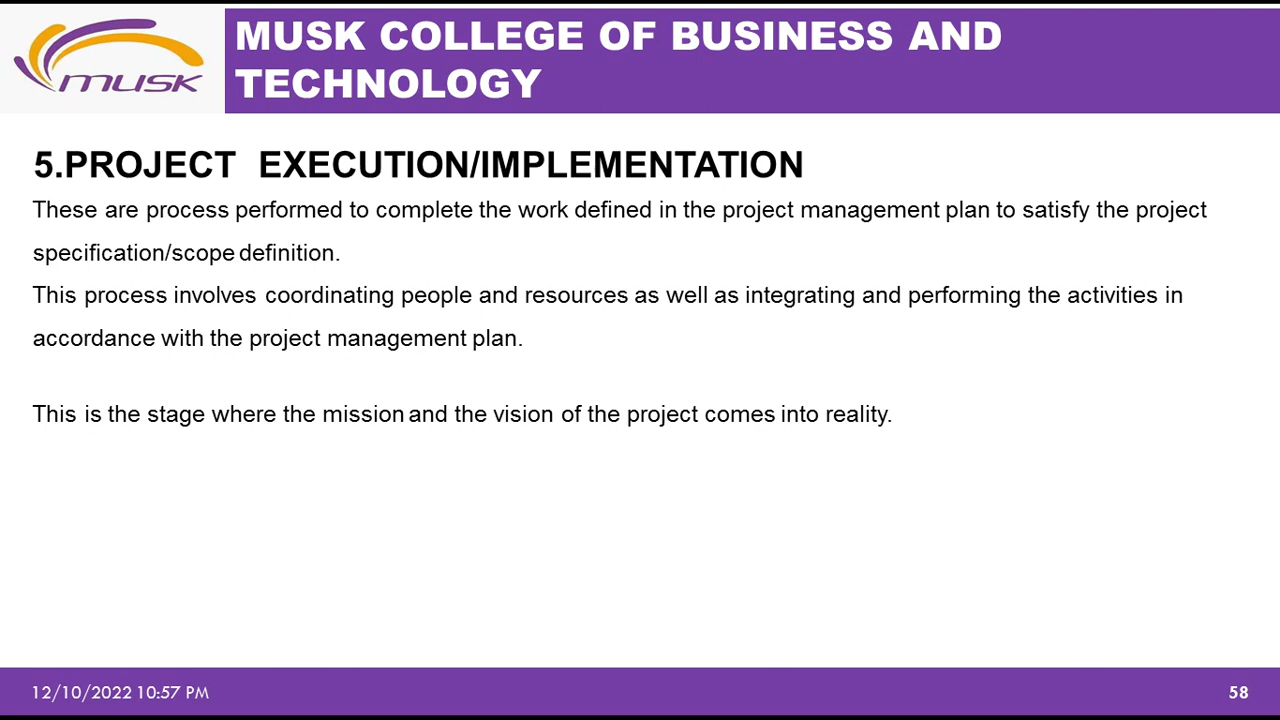 musk
MUSK COLLEGE OF BUSINESS AND
TECHNOLOGY
5.PROJECT EXECUTION/IMPLEMENTATION
These are process performed to complete the work defined in the project management plan to satisfy the project
specification/scope definition.
This process involves coordinating people and resources as well as integrating and performing the activities in
accordance with the project management plan.
This is the stage where the mission and the vision of the project comes into reality.
12/10/2022 10:57 PM
58